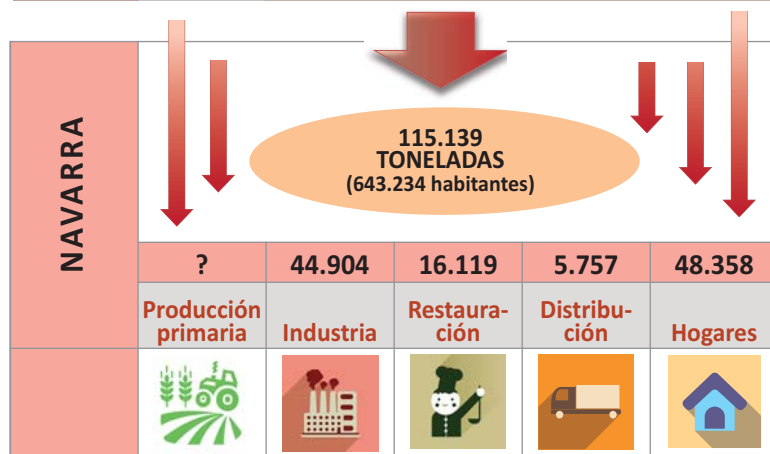 NAVARRA
115.139
TONELADAS
(643.234 habitantes)
? 44.904 16.119 5.757 48.358
Producción
primaria
Industria
Restaura-
ción
Distribu-
ción
Hogares